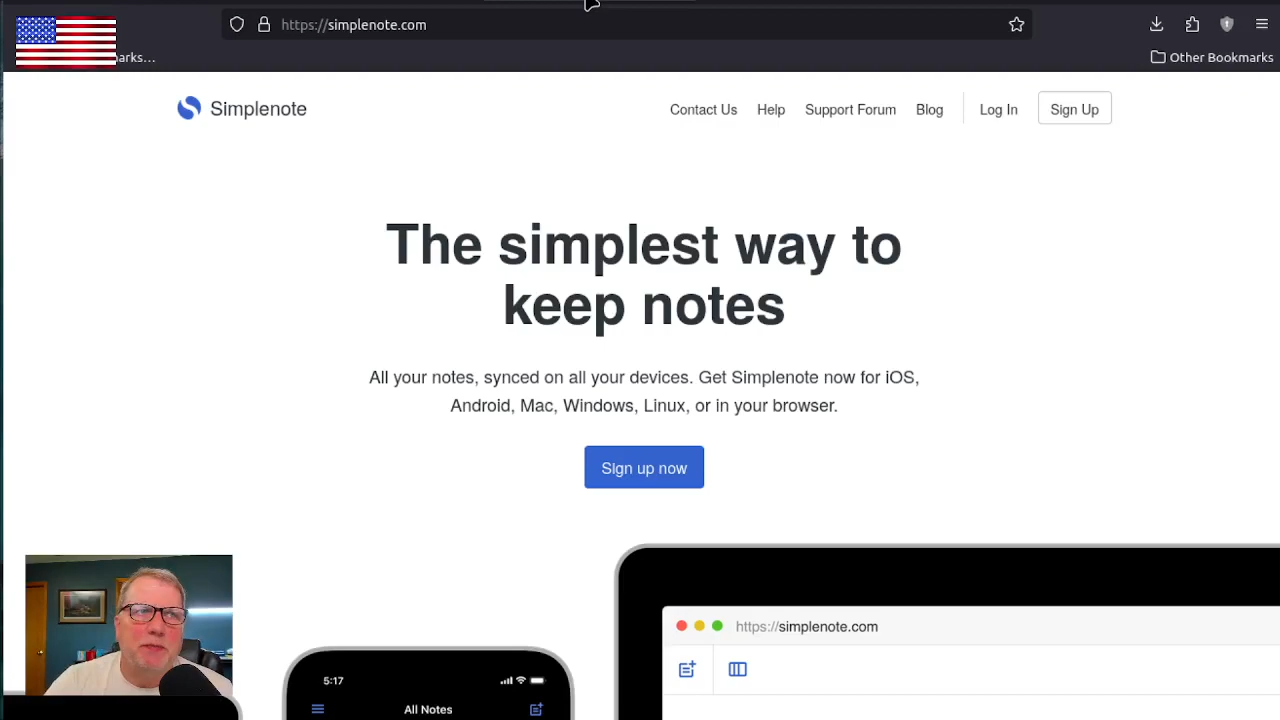 https://simplenote.com
arks…
Other Bookmarks
Simplenote
Contact Us
Help
Support Forum
Blog
Log In
Sign Up
The simplest way to
keep notes
All your notes, synced on all your devices. Get Simplenote now for iOS,
Android, Mac, Windows, Linux, or in your browser.
Sign up now
https://simplenote.com
5:17
All Notes